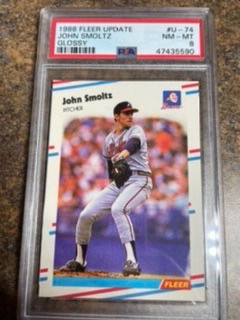 1988 FLEER UPDATE #U-74
JOHN SMOLTZ NM - MT
GLOSSY PSA 8
47435590
John Smoltz
PITCHER
FLEER